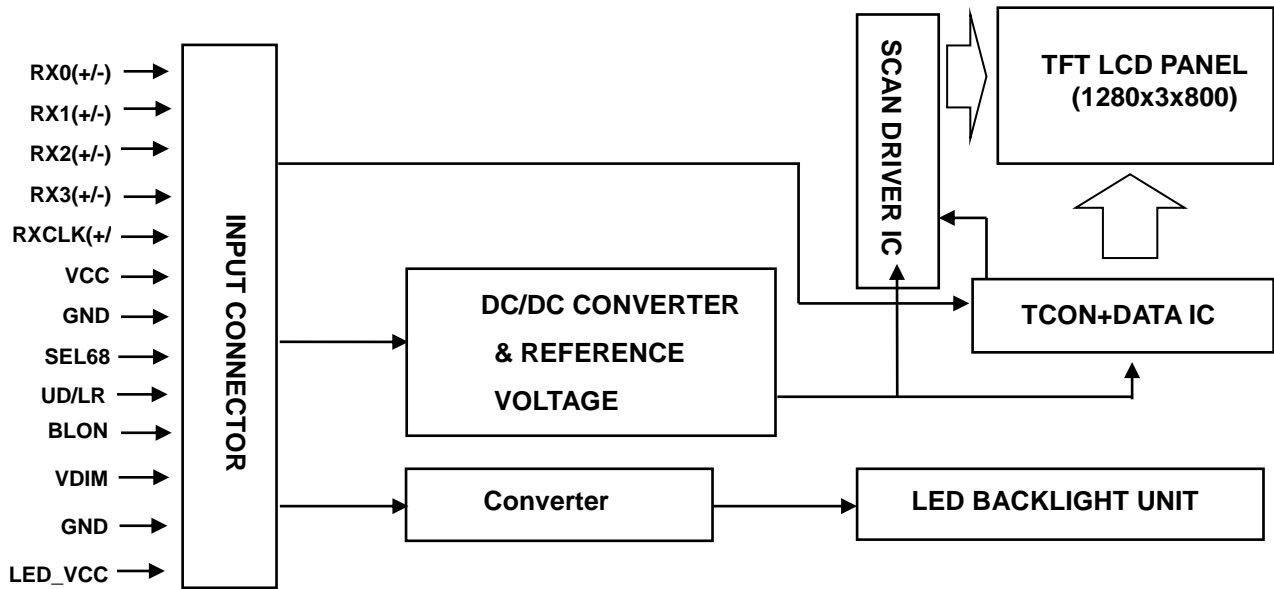 RX0(+/-)
RX1(+/-)
RX2(+/-)
RX3(+/-)
RXCLK(+/
VCC
GND
SEL68
UD/LR
BLON
VDIM
GND
LED_VCC
INPUT CONNECTOR
DC/DC CONVERTER
& REFERENCE
VOLTAGE
Converter
SCAN DRIVER IC
TFT LCD PANEL
(1280x3x800)
TCON+DATA IC
LED BACKLIGHT UNIT